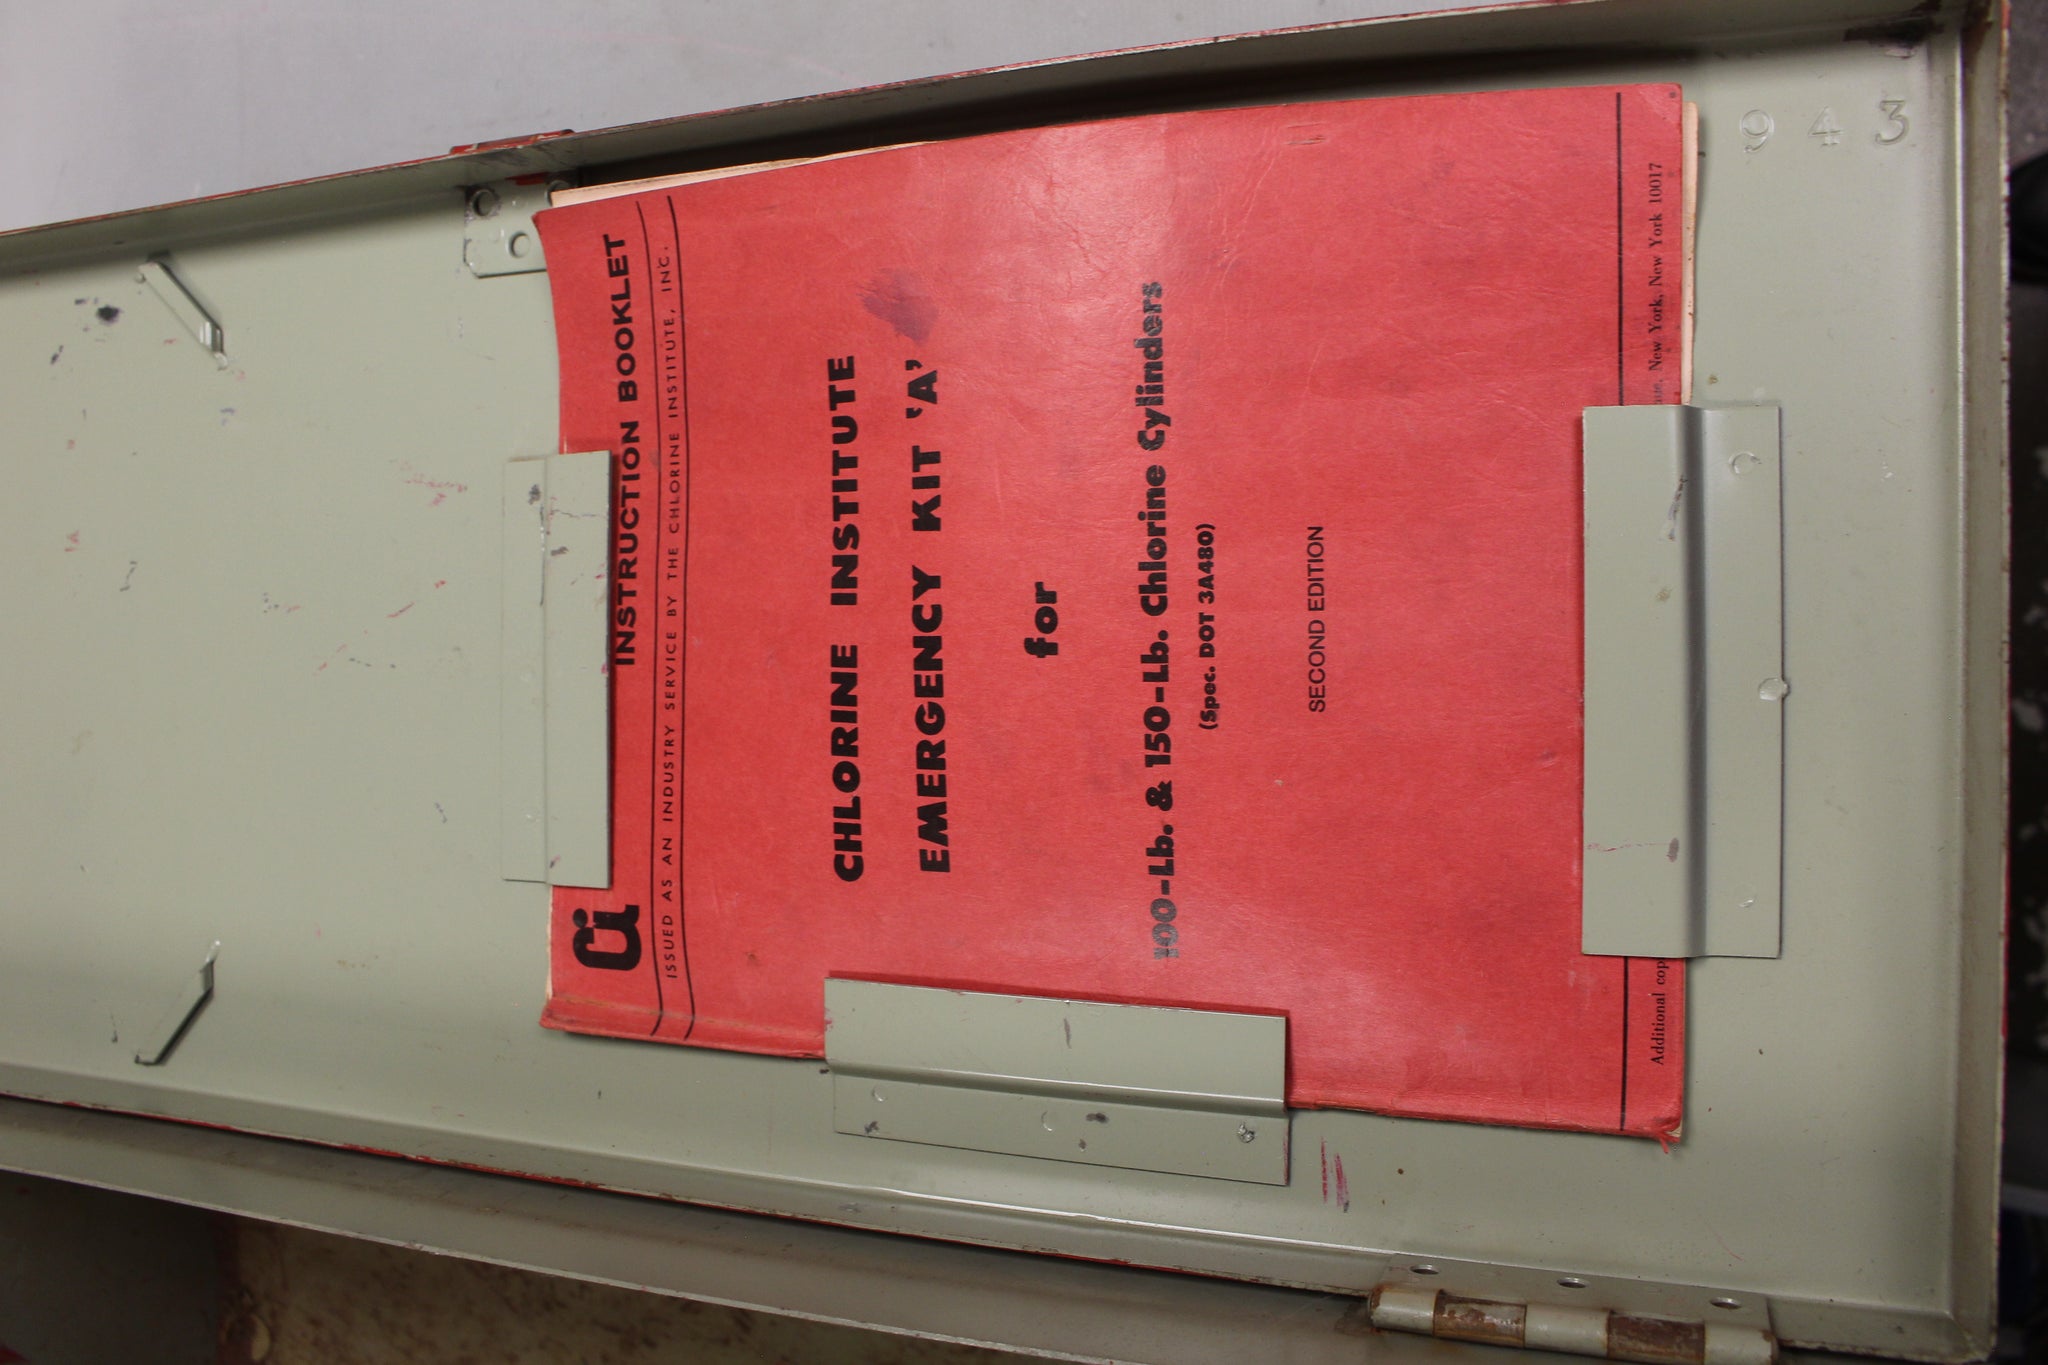 INSTRUCTION BOOKLET
ISSUED AS AN INDUSTRY SERVICE BY THE CHLORINE INSTITUTE, INC.
CHLORINE INSTITUTE
EMERGENCY KIT 'A'
for
100-Lb. & 150-Lb. Chlorine Cylinders
(Spec. DOT 3A480)
SECOND EDITION
Additional New York, New York 10017
943